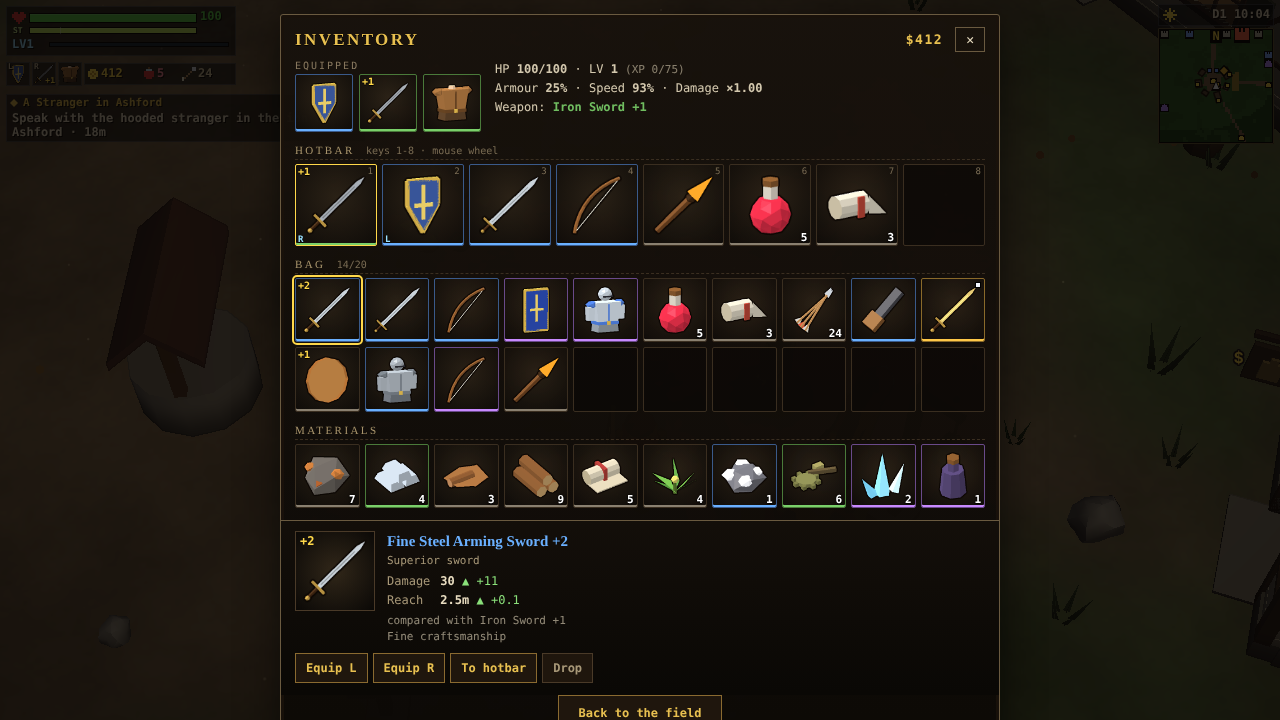 100
ST
LV1
L
R
+1
412
5
24
◆ A Stranger in Ashford
Speak with the hooded stranger in the
Ashford · 18m
D1 10:04
N
$
INVENTORY
$412
×
EQUIPPED
+1
HP 100/100 · LV 1 (XP 0/75)
Armour 25% · Speed 93% · Damage ×1.00
Weapon: Iron Sword +1
HOTBAR keys 1-8 · mouse wheel
+1 1 2 3 4 5 6 7 8
R L 5 3
BAG 14/20
+2
5 3 24
+1
MATERIALS
7 4 3 9 5 4 1 6 2 1
+2
Fine Steel Arming Sword +2
Superior sword
Damage 30 ▲ +11
Reach 2.5m ▲ +0.1
compared with Iron Sword +1
Fine craftsmanship
Equip L Equip R To hotbar Drop
Back to the field